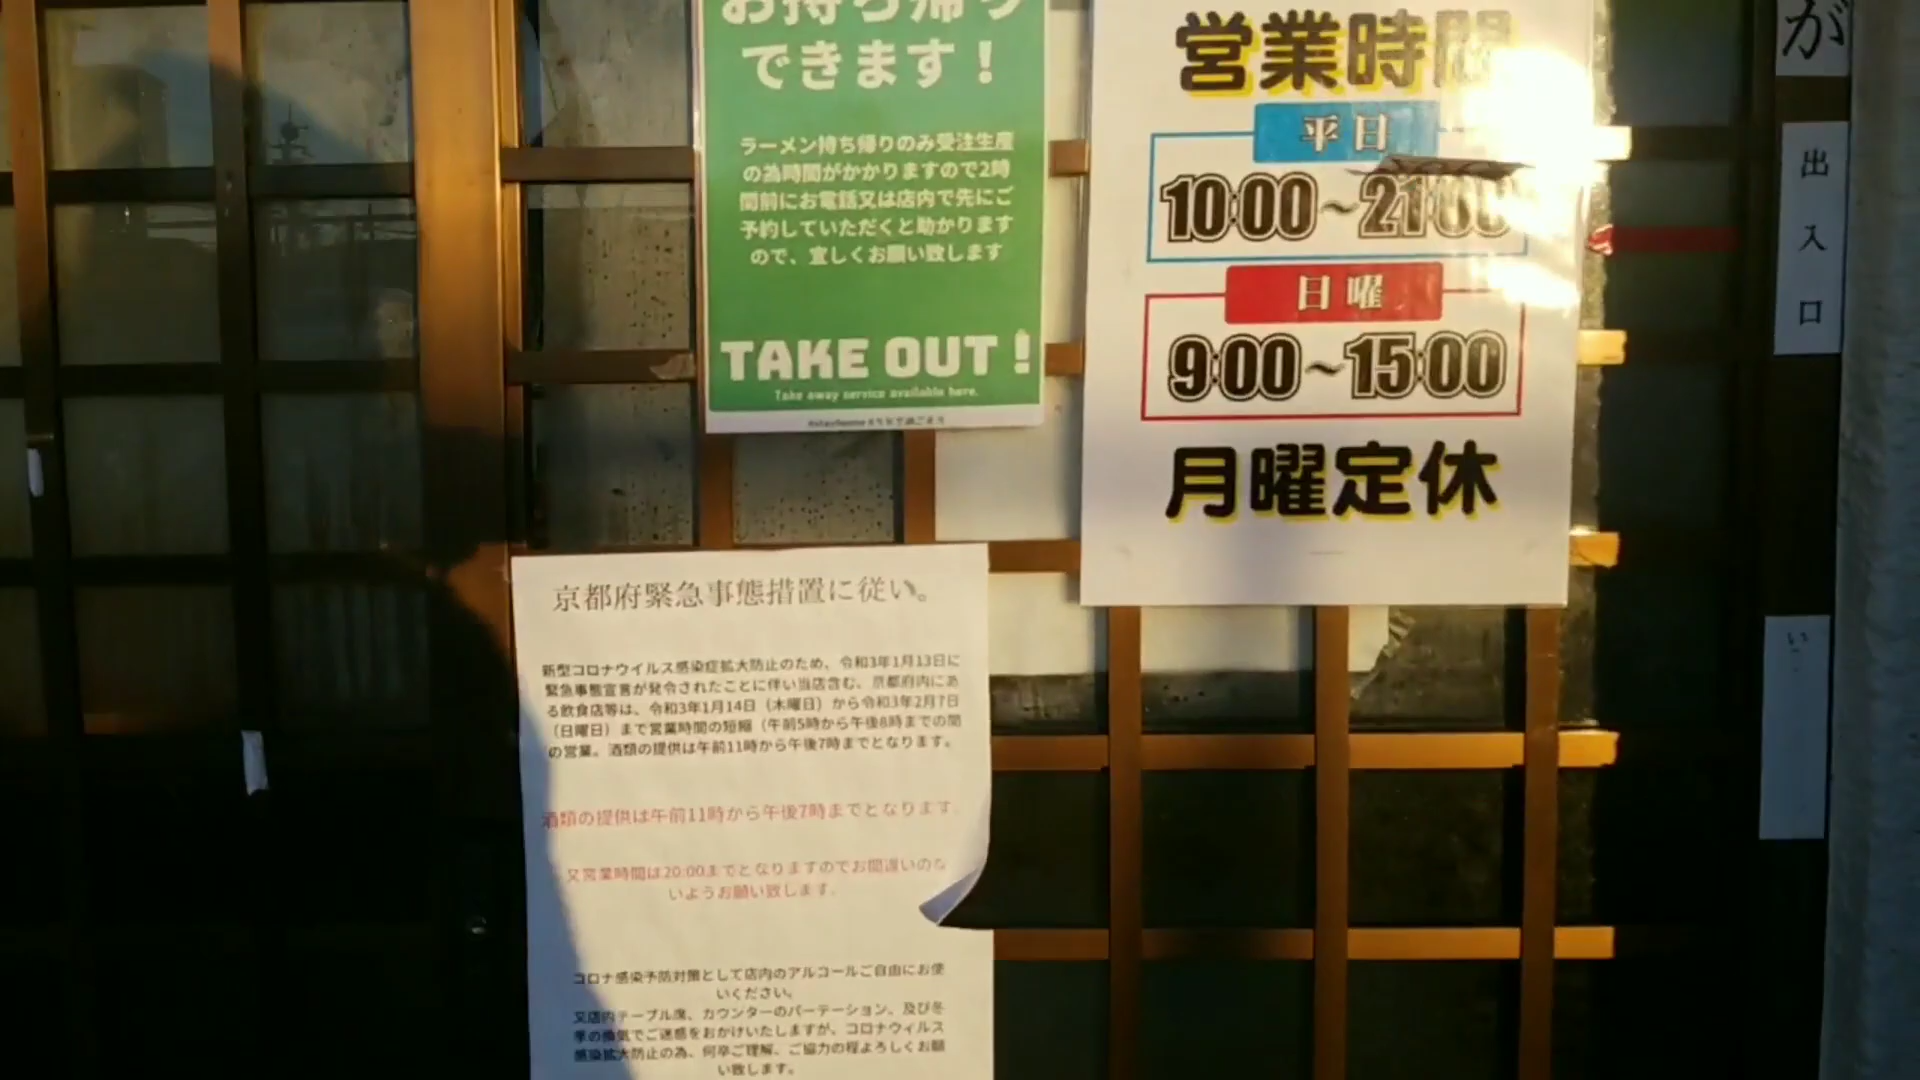 お持ち帰り
できます！
ラーメン持ち帰りのみ受注生産
の為時間がかかりますので2時
間前にお電話又は店内で先にご
予約していただくと助かります
ので、宜しくお願い致します
TAKE OUT !
Take away service available here.
営業時間
平日
10:00～21:00
日曜
9:00～15:00
月曜定休
が
出入口
京都府緊急事態措置に従い。
新型コロナウイルス感染症拡大防止のため、令和3年1月13日に
緊急事態宣言が発令されたことに伴い当店含む、京都府内にあ
る飲食店等は、令和3年1月14日（木曜日）から令和3年2月7日
（日曜日）まで営業時間の短縮（午前5時から午後8時までの間
の営業。酒類の提供は午前11時から午後7時までとなります。
酒類の提供は午前11時から午後7時までとなります。
又営業時間は20:00までとなりますのでお間違いのな
いようお願い致します。
コロナ感染予防対策として店内のアルコールご自由にお使
いください。
又店内テーブル席、カウンターのパーテーション、及び冬
季の換気でご迷惑をおかけいたしますが、コロナウィルス
感染拡大防止の為、何卒ご理解、ご協力の程よろしくお願
い致します。